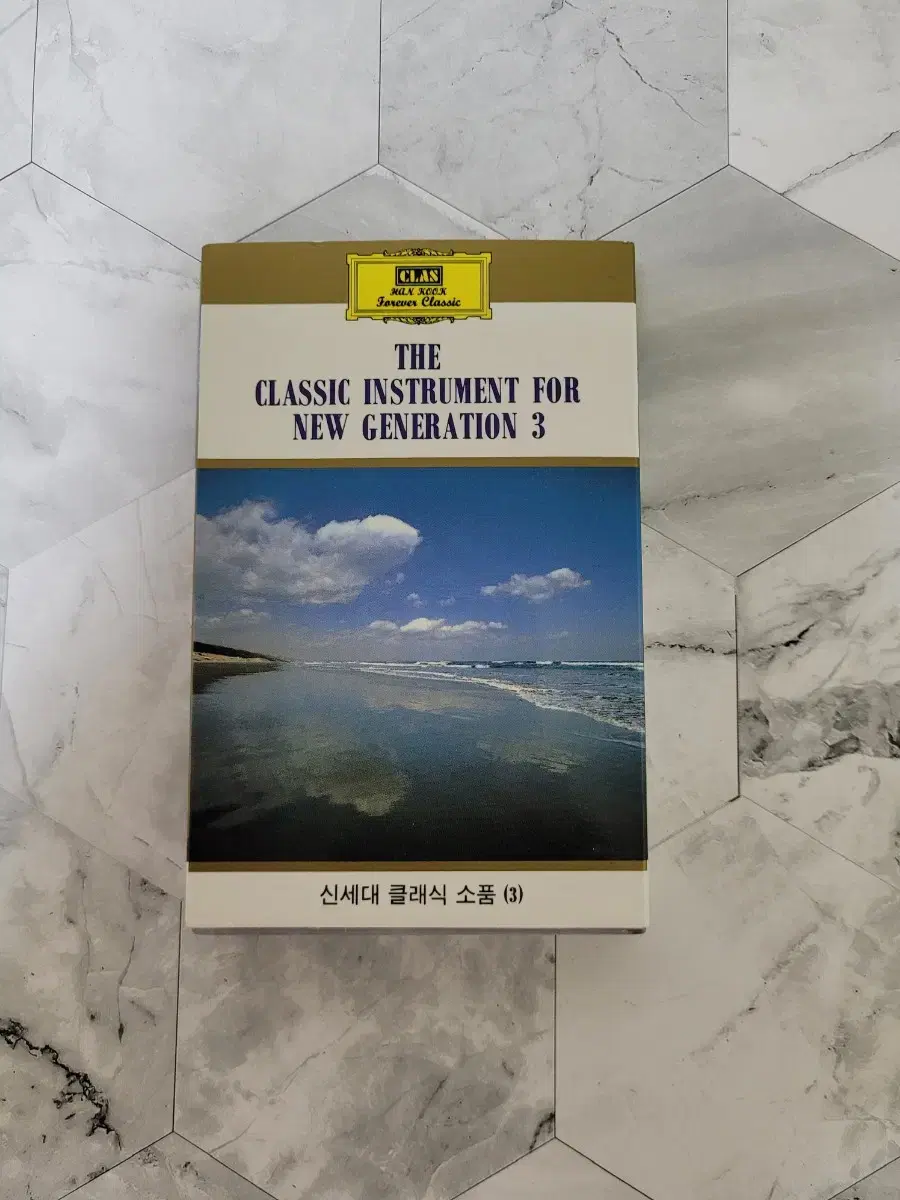 CLAS
HAN KOOK
Forever Classic
THE
CLASSIC INSTRUMENT FOR
NEW GENERATION 3
신세대 클래식 소품 (3)